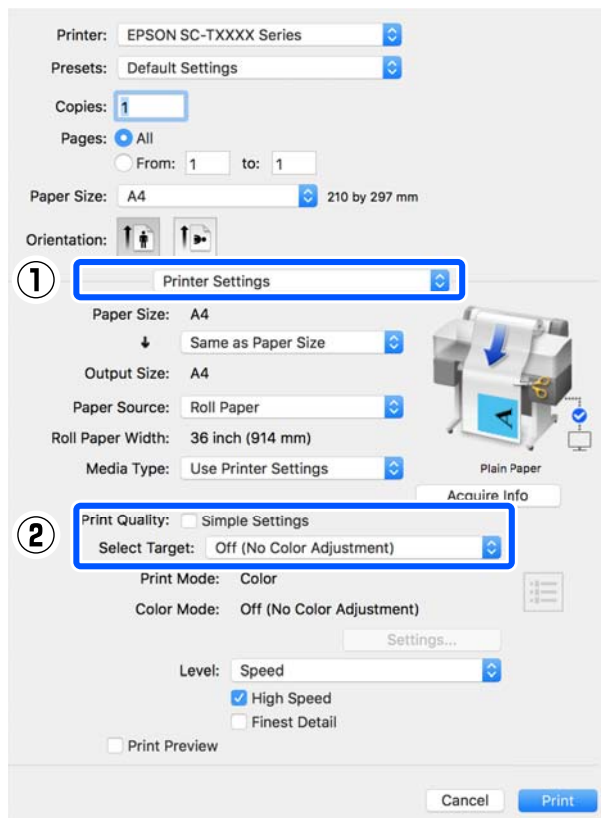 Printer: EPSON SC-TXXXX Series
Presets: Default Settings
Copies: 1
Pages: All
From: 1 to: 1
Paper Size: A4 210 by 297 mm
Orientation:
1 Printer Settings
Paper Size: A4
Same as Paper Size
Output Size: A4
Paper Source: Roll Paper
Roll Paper Width: 36 inch (914 mm)
Media Type: Use Printer Settings
A
Plain Paper
Acquire Info
2 Print Quality: Simple Settings
Select Target: Off (No Color Adjustment)
Print Mode: Color
Color Mode: Off (No Color Adjustment)
Settings...
Level: Speed
High Speed
Finest Detail
Print Preview
Cancel Print